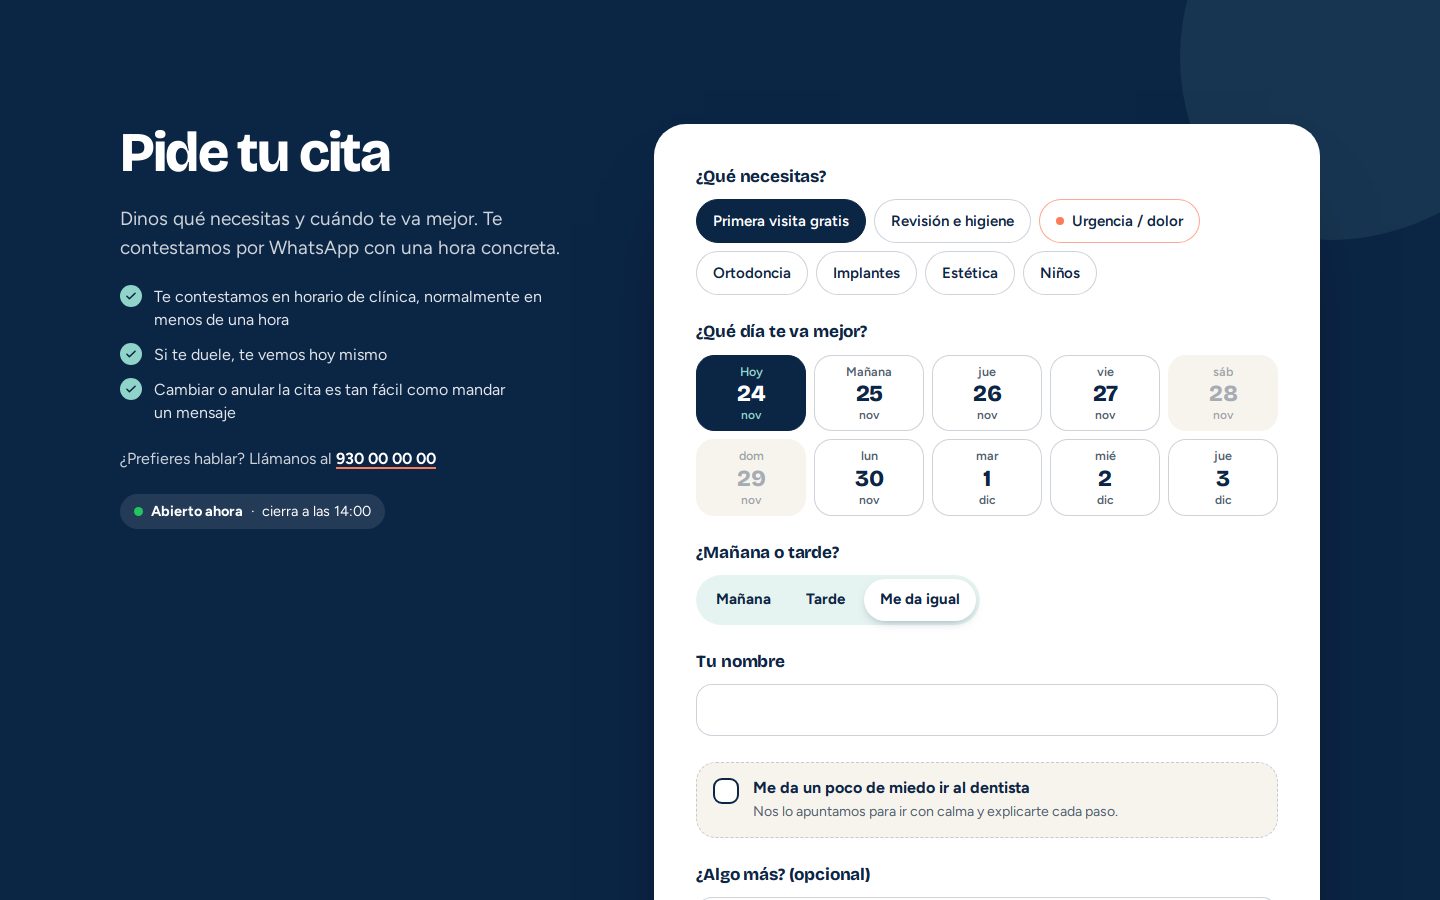 Pide tu cita
Dinos qué necesitas y cuándo te va mejor. Te
contestamos por WhatsApp con una hora concreta.
Te contestamos en horario de clínica, normalmente en
menos de una hora
Si te duele, te vemos hoy mismo
Cambiar o anular la cita es tan fácil como mandar
un mensaje
¿Prefieres hablar? Llámanos al 930 00 00 00
Abierto ahora · cierra a las 14:00
¿Qué necesitas?
Primera visita gratis Revisión e higiene Urgencia / dolor
Ortodoncia Implantes Estética Niños
¿Qué día te va mejor?
Hoy Mañana jue vie sáb
24 25 26 27 28
nov nov nov nov nov
dom lun mar mié jue
29 30 1 2 3
nov nov dic dic dic
¿Mañana o tarde?
Mañana Tarde Me da igual
Tu nombre
Me da un poco de miedo ir al dentista
Nos lo apuntamos para ir con calma y explicarte cada paso.
¿Algo más? (opcional)